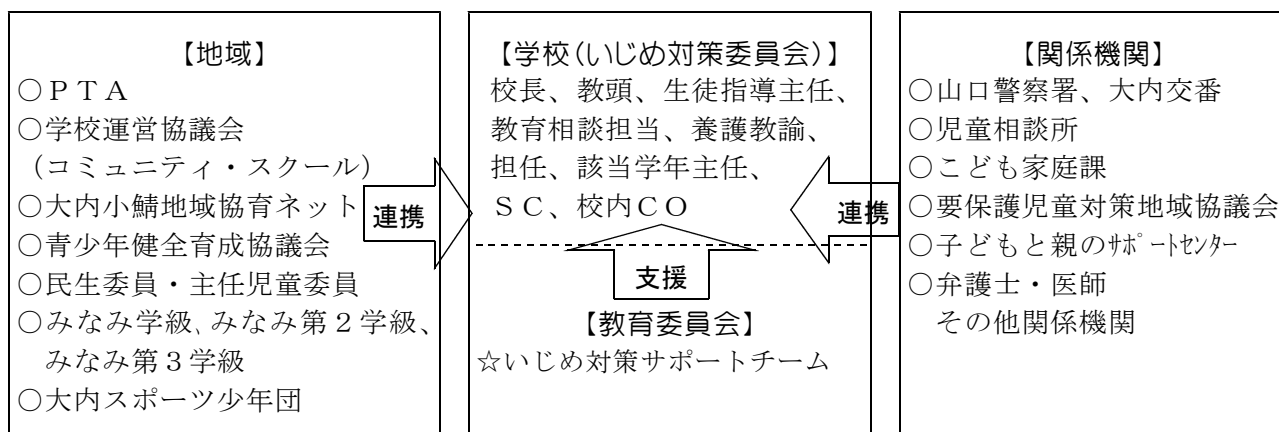 【地域】
○PTA
○学校運営協議会
(コミュニティ・スクール)
○大内小鯖地域協育ネット
○青少年健全育成協議会
○民生委員・主任児童委員
○みなみ学級、みなみ第2学級、
みなみ第3学級
○大内スポーツ少年団
連携
【学校(いじめ対策委員会)】
校長、教頭、生徒指導主任、
教育相談担当、養護教諭、
担任、該当学年主任、
SC、校内CO
支援
【教育委員会】
☆いじめ対策サポートチーム
連携
【関係機関】
○山口警察署、大内交番
○児童相談所
○こども家庭課
○要保護児童対策地域協議会
○子どもと親のサポートセンター
○弁護士・医師
その他関係機関